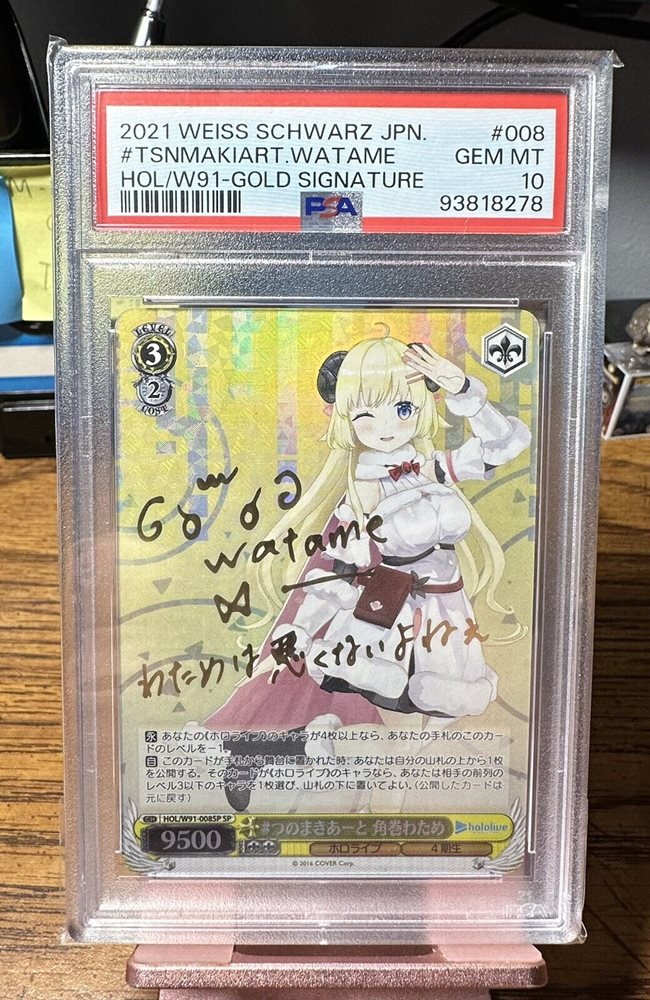 2021 WEISS SCHWARZ JPN. #008
#TSNMAKIART.WATAME GEM MT
HOL/W91-GOLD SIGNATURE 10
PSA 93818278
LEVEL
3
2
COST
watame
わためは悪くないよねぇ
永 あなたの《ホロライブ》のキャラが4枚以上なら、あなたの手札のこのカー
ドのレベルを－1。
自 このカードが手札から舞台に置かれた時、あなたは自分の山札の上から1枚
を公開する。そのカードが《ホロライブ》のキャラなら、あなたは相手の前列の
レベル3以下のキャラを1枚選び、山札の下に置いてよい。（公開したカードは
元に戻す）
CH HOL/W91-008SP SP
9500 #つのまきあーと 角巻わため hololive
ホロライブ 4期生
© 2016 COVER Corp.